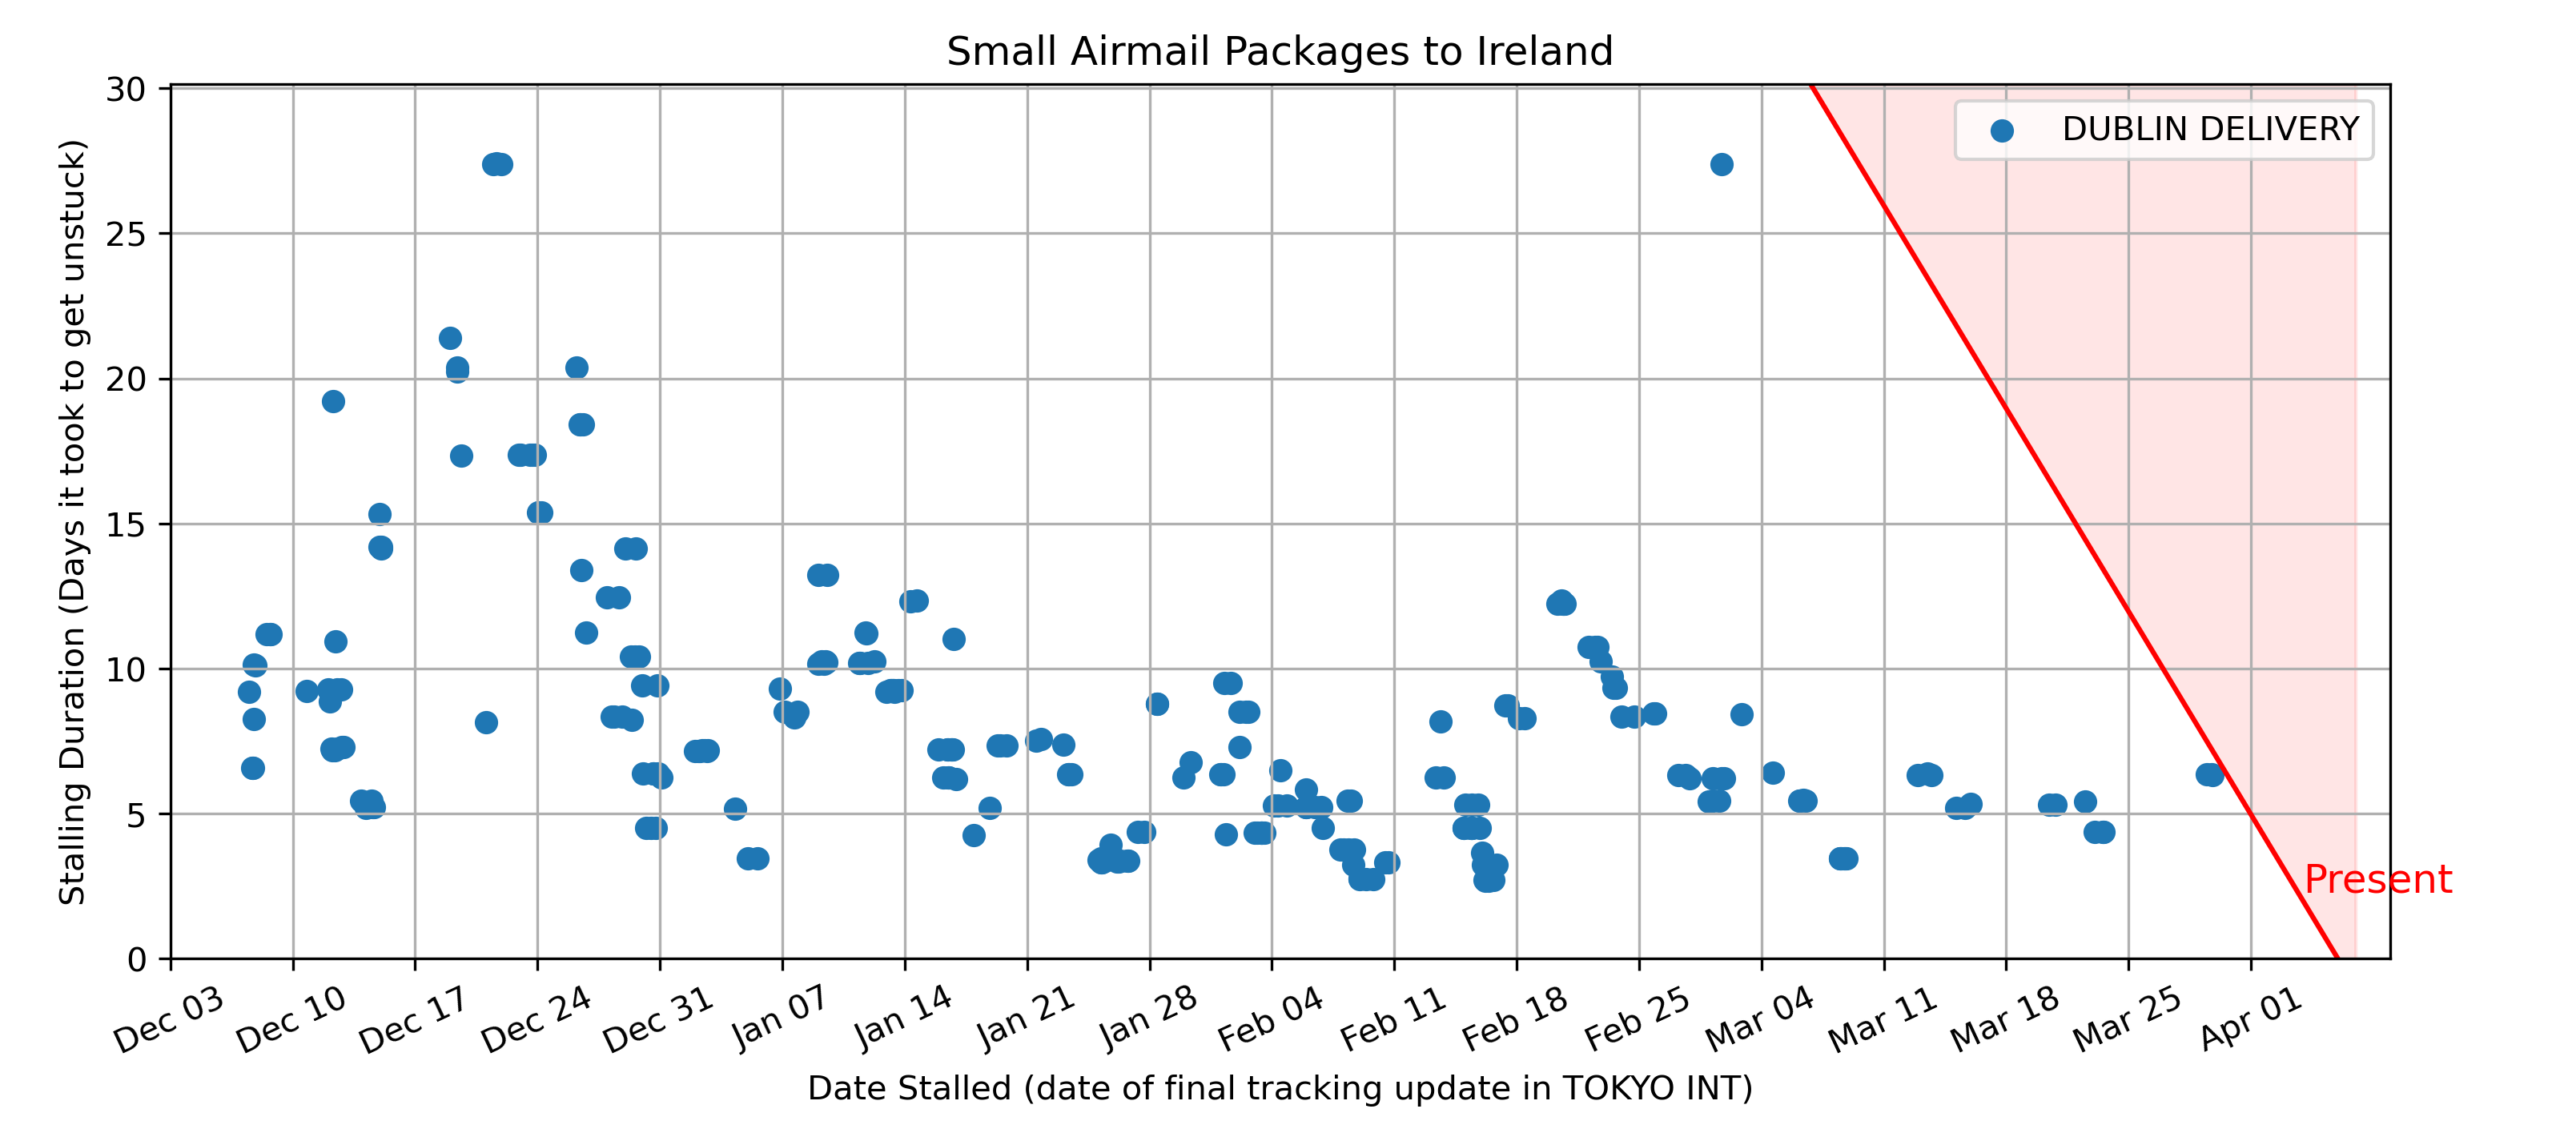 Small Airmail Packages to Ireland
DUBLIN DELIVERY
Stalling Duration (Days it took to get unstuck)
30
25
20
15
10
5
0
Present
Dec 03 Dec 10 Dec 17 Dec 24 Dec 31 Jan 07 Jan 14 Jan 21 Jan 28 Feb 04 Feb 11 Feb 18 Feb 25 Mar 04 Mar 11 Mar 18 Mar 25 Apr 01
Date Stalled (date of final tracking update in TOKYO INT)